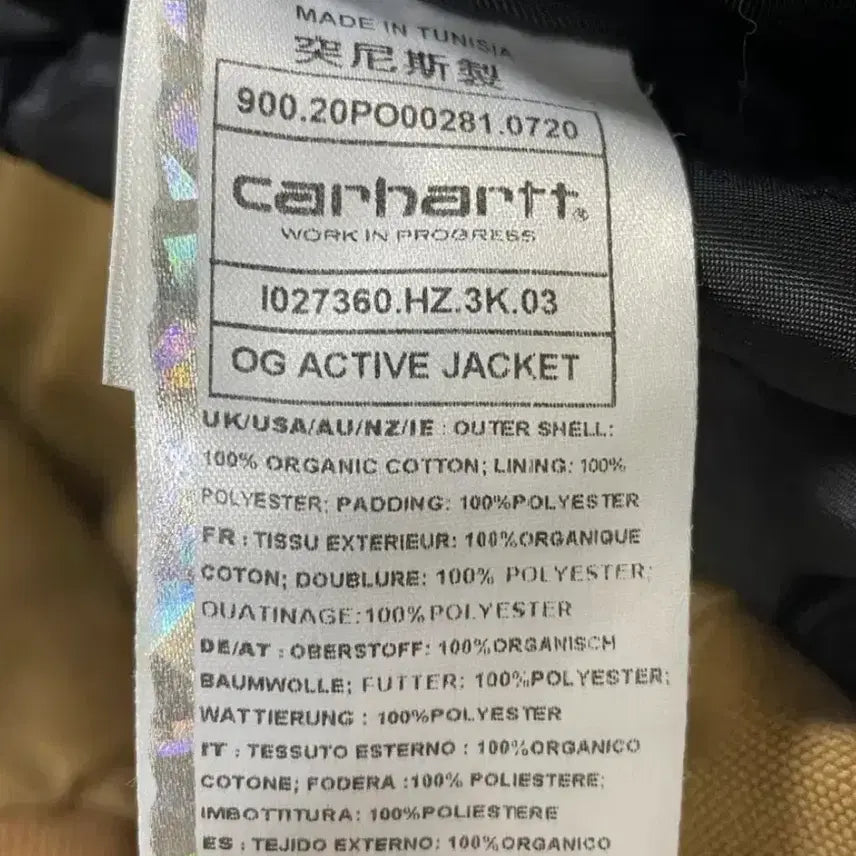 MADE IN TUNISIA
突尼斯製
900.20PO00281.0720
carhartt®
WORK IN PROGRESS
I027360.HZ.3K.03
OG ACTIVE JACKET
UK/USA/AU/NZ/IE : OUTER SHELL:
100% ORGANIC COTTON; LINING: 100%
POLYESTER; PADDING: 100%POLYESTER
FR : TISSU EXTERIEUR: 100%ORGANIQUE
COTON; DOUBLURE: 100% POLYESTER;
OUATINAGE:100%POLYESTER
DE/AT : OBERSTOFF: 100%ORGANISCH
BAUMWOLLE; FUTTER: 100%POLYESTER;
WATTIERUNG : 100%POLYESTER
IT : TESSUTO ESTERNO : 100%ORGANICO
COTONE; FODERA :100% POLIESTERE;
IMBOTTITURA: 100%POLIESTERE
ES : TEJIDO EXTERNO: 100%ORGANICO